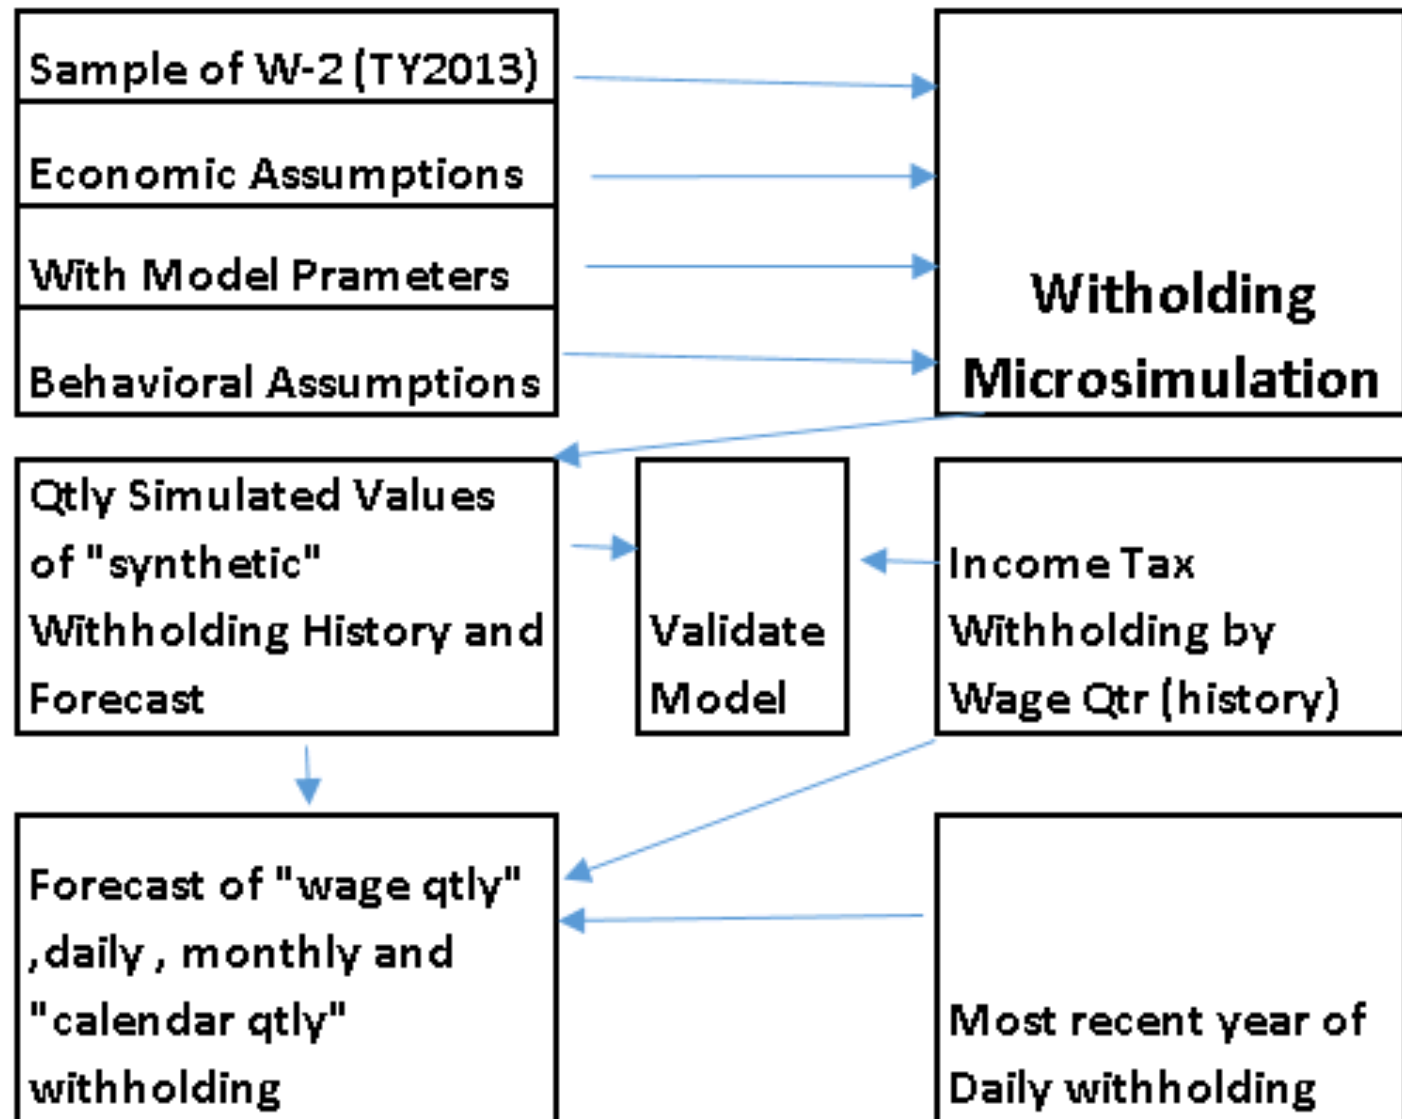 Sample of W-2 (TY2013)
Economic Assumptions
With Model Prameters
Behavioral Assumptions
Witholding
Microsimulation
Qtly Simulated Values
of "synthetic"
Withholding History and
Forecast
Validate
Model
Income Tax
Withholding by
Wage Qtr (history)
Forecast of "wage qtly"
,daily , monthly and
"calendar qtly"
withholding
Most recent year of
Daily withholding